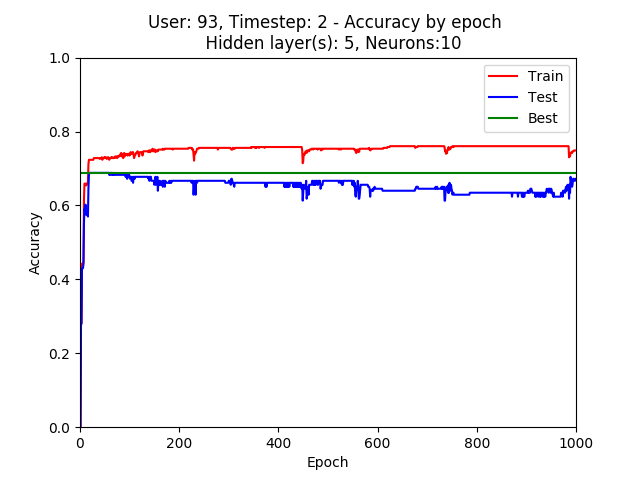 User: 93, Timestep: 2 - Accuracy by epoch
Hidden layer(s): 5, Neurons:10
Train
Test
Best
1.0
0.8
0.6
0.4
0.2
0.0
Accuracy
0 200 400 600 800 1000
Epoch